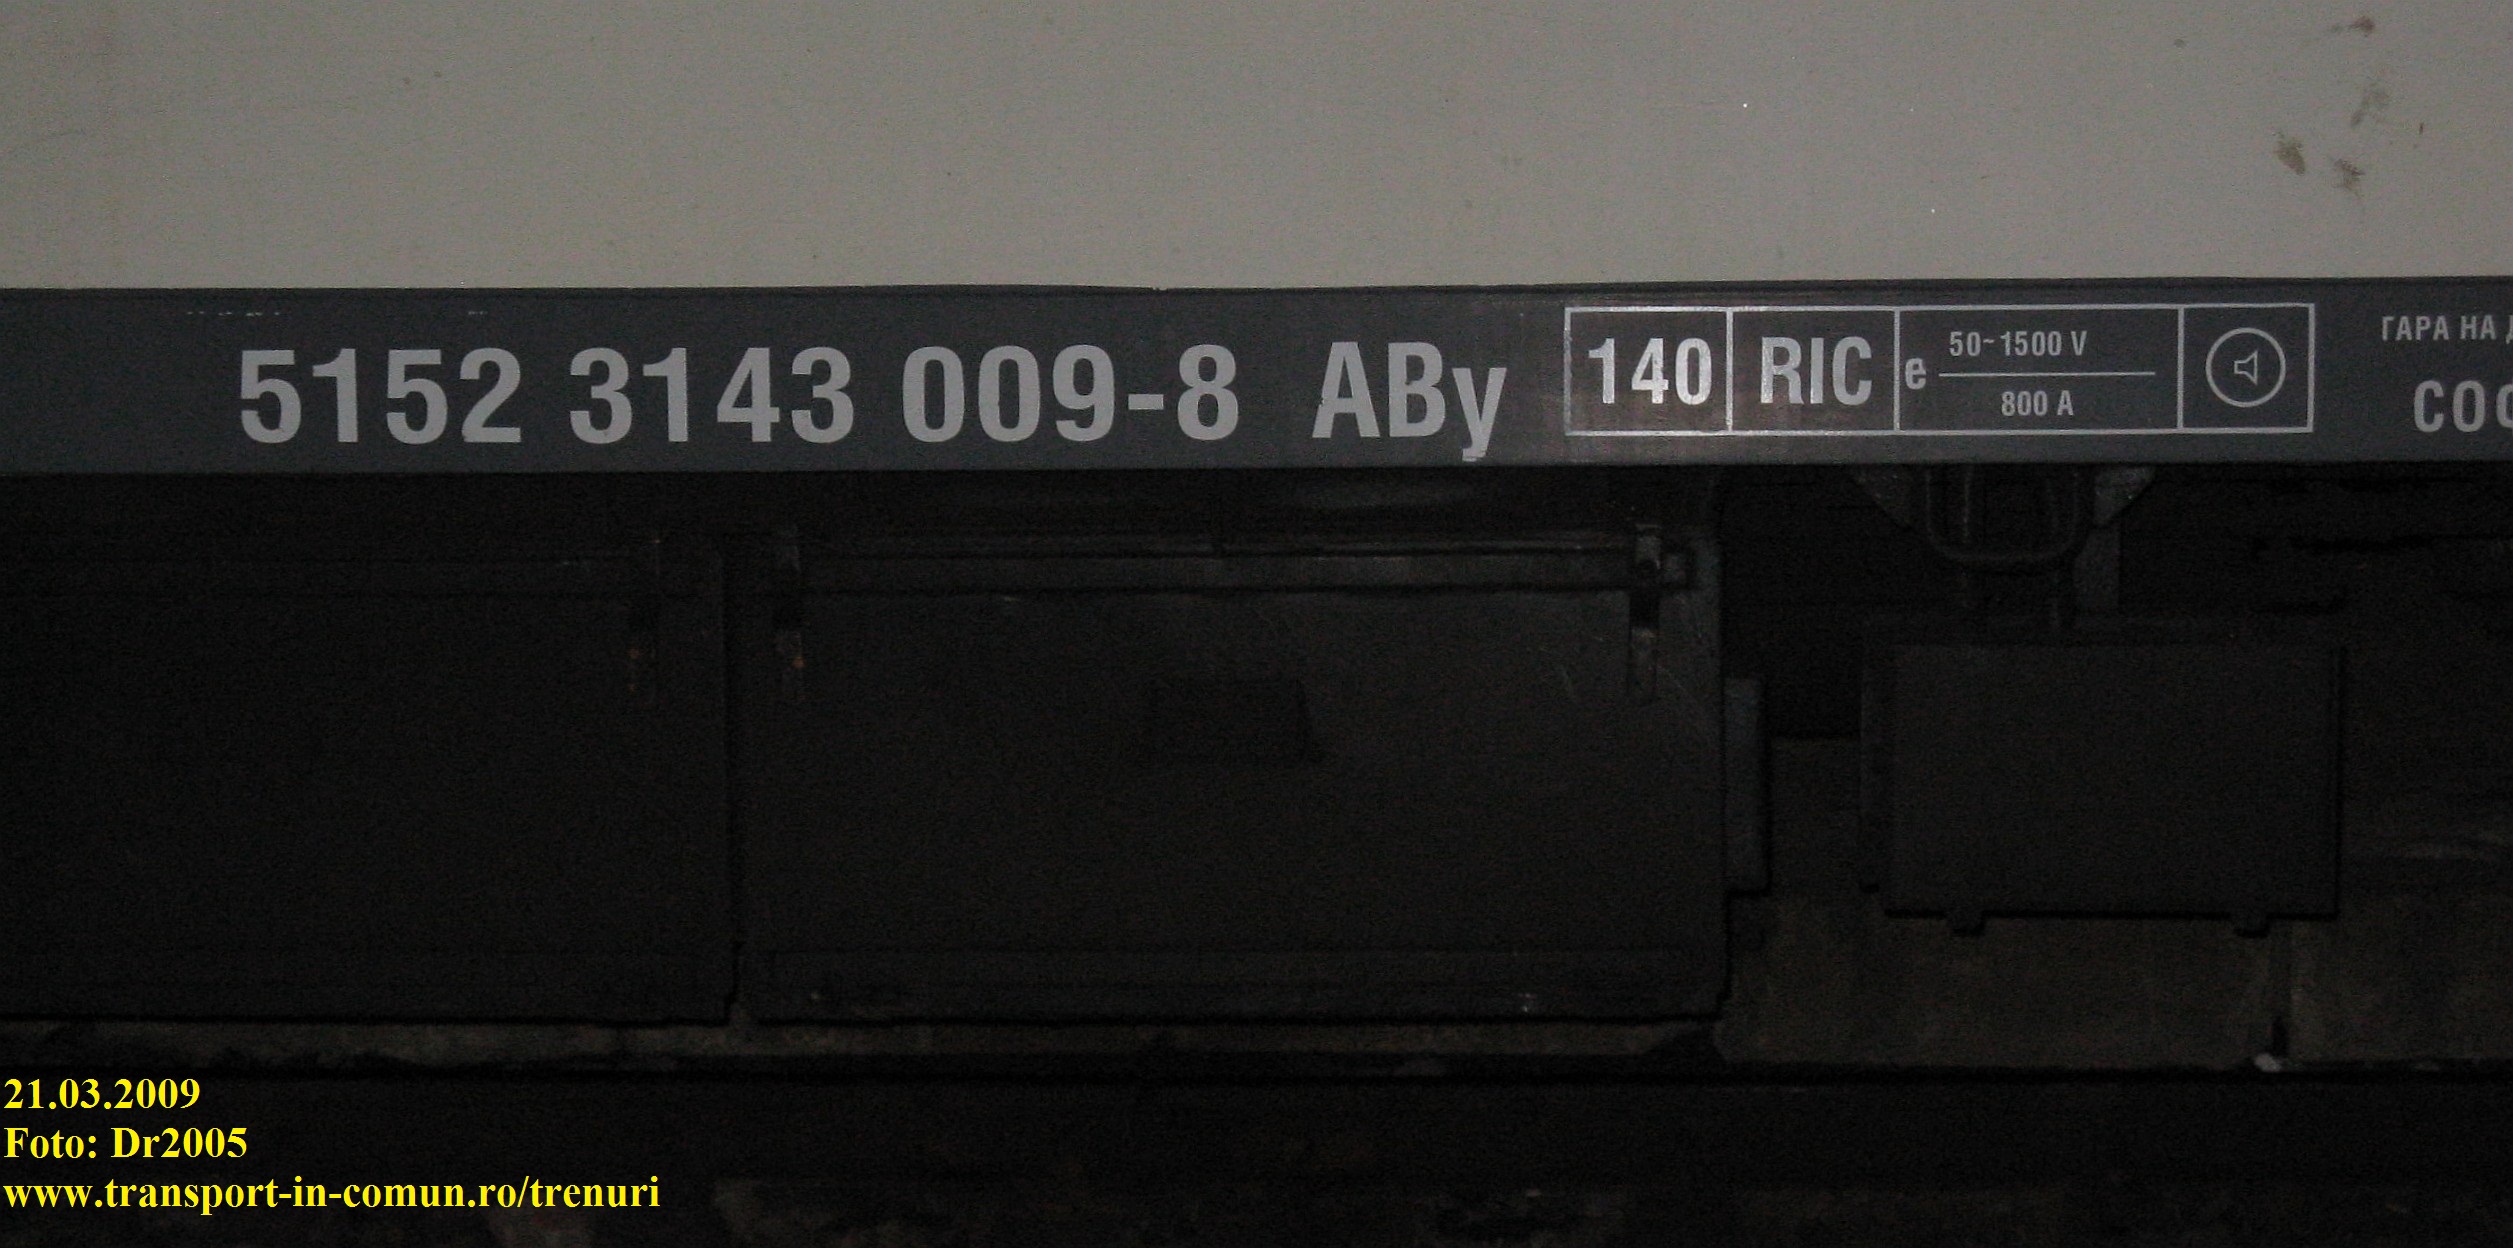 5152 3143 009-8 ABy 140 RIC e 50~1500 V
800 A
ГАРА НА
21.03.2009
Foto: Dr2005
www.transport-in-comun.ro/trenuri